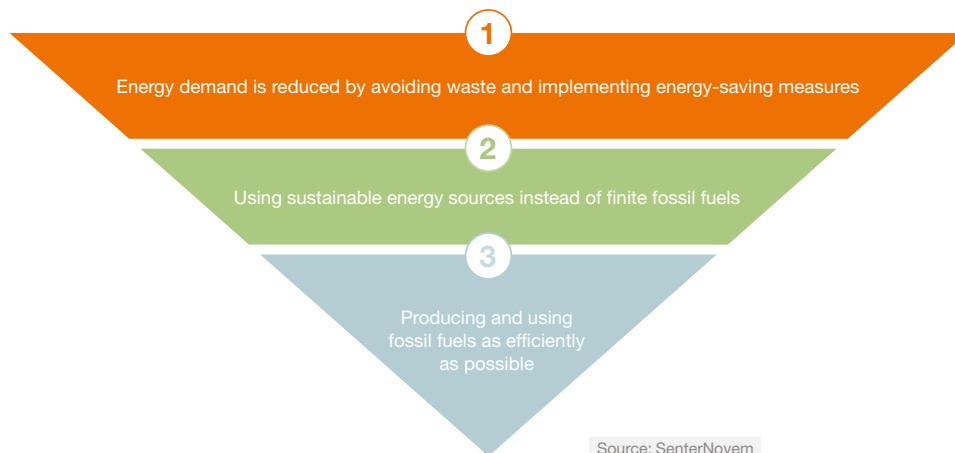 1
Energy demand is reduced by avoiding waste and implementing energy-saving measures
2
Using sustainable energy sources instead of finite fossil fuels
3
Producing and using
fossil fuels as efficiently
as possible
Source: SenterNovem